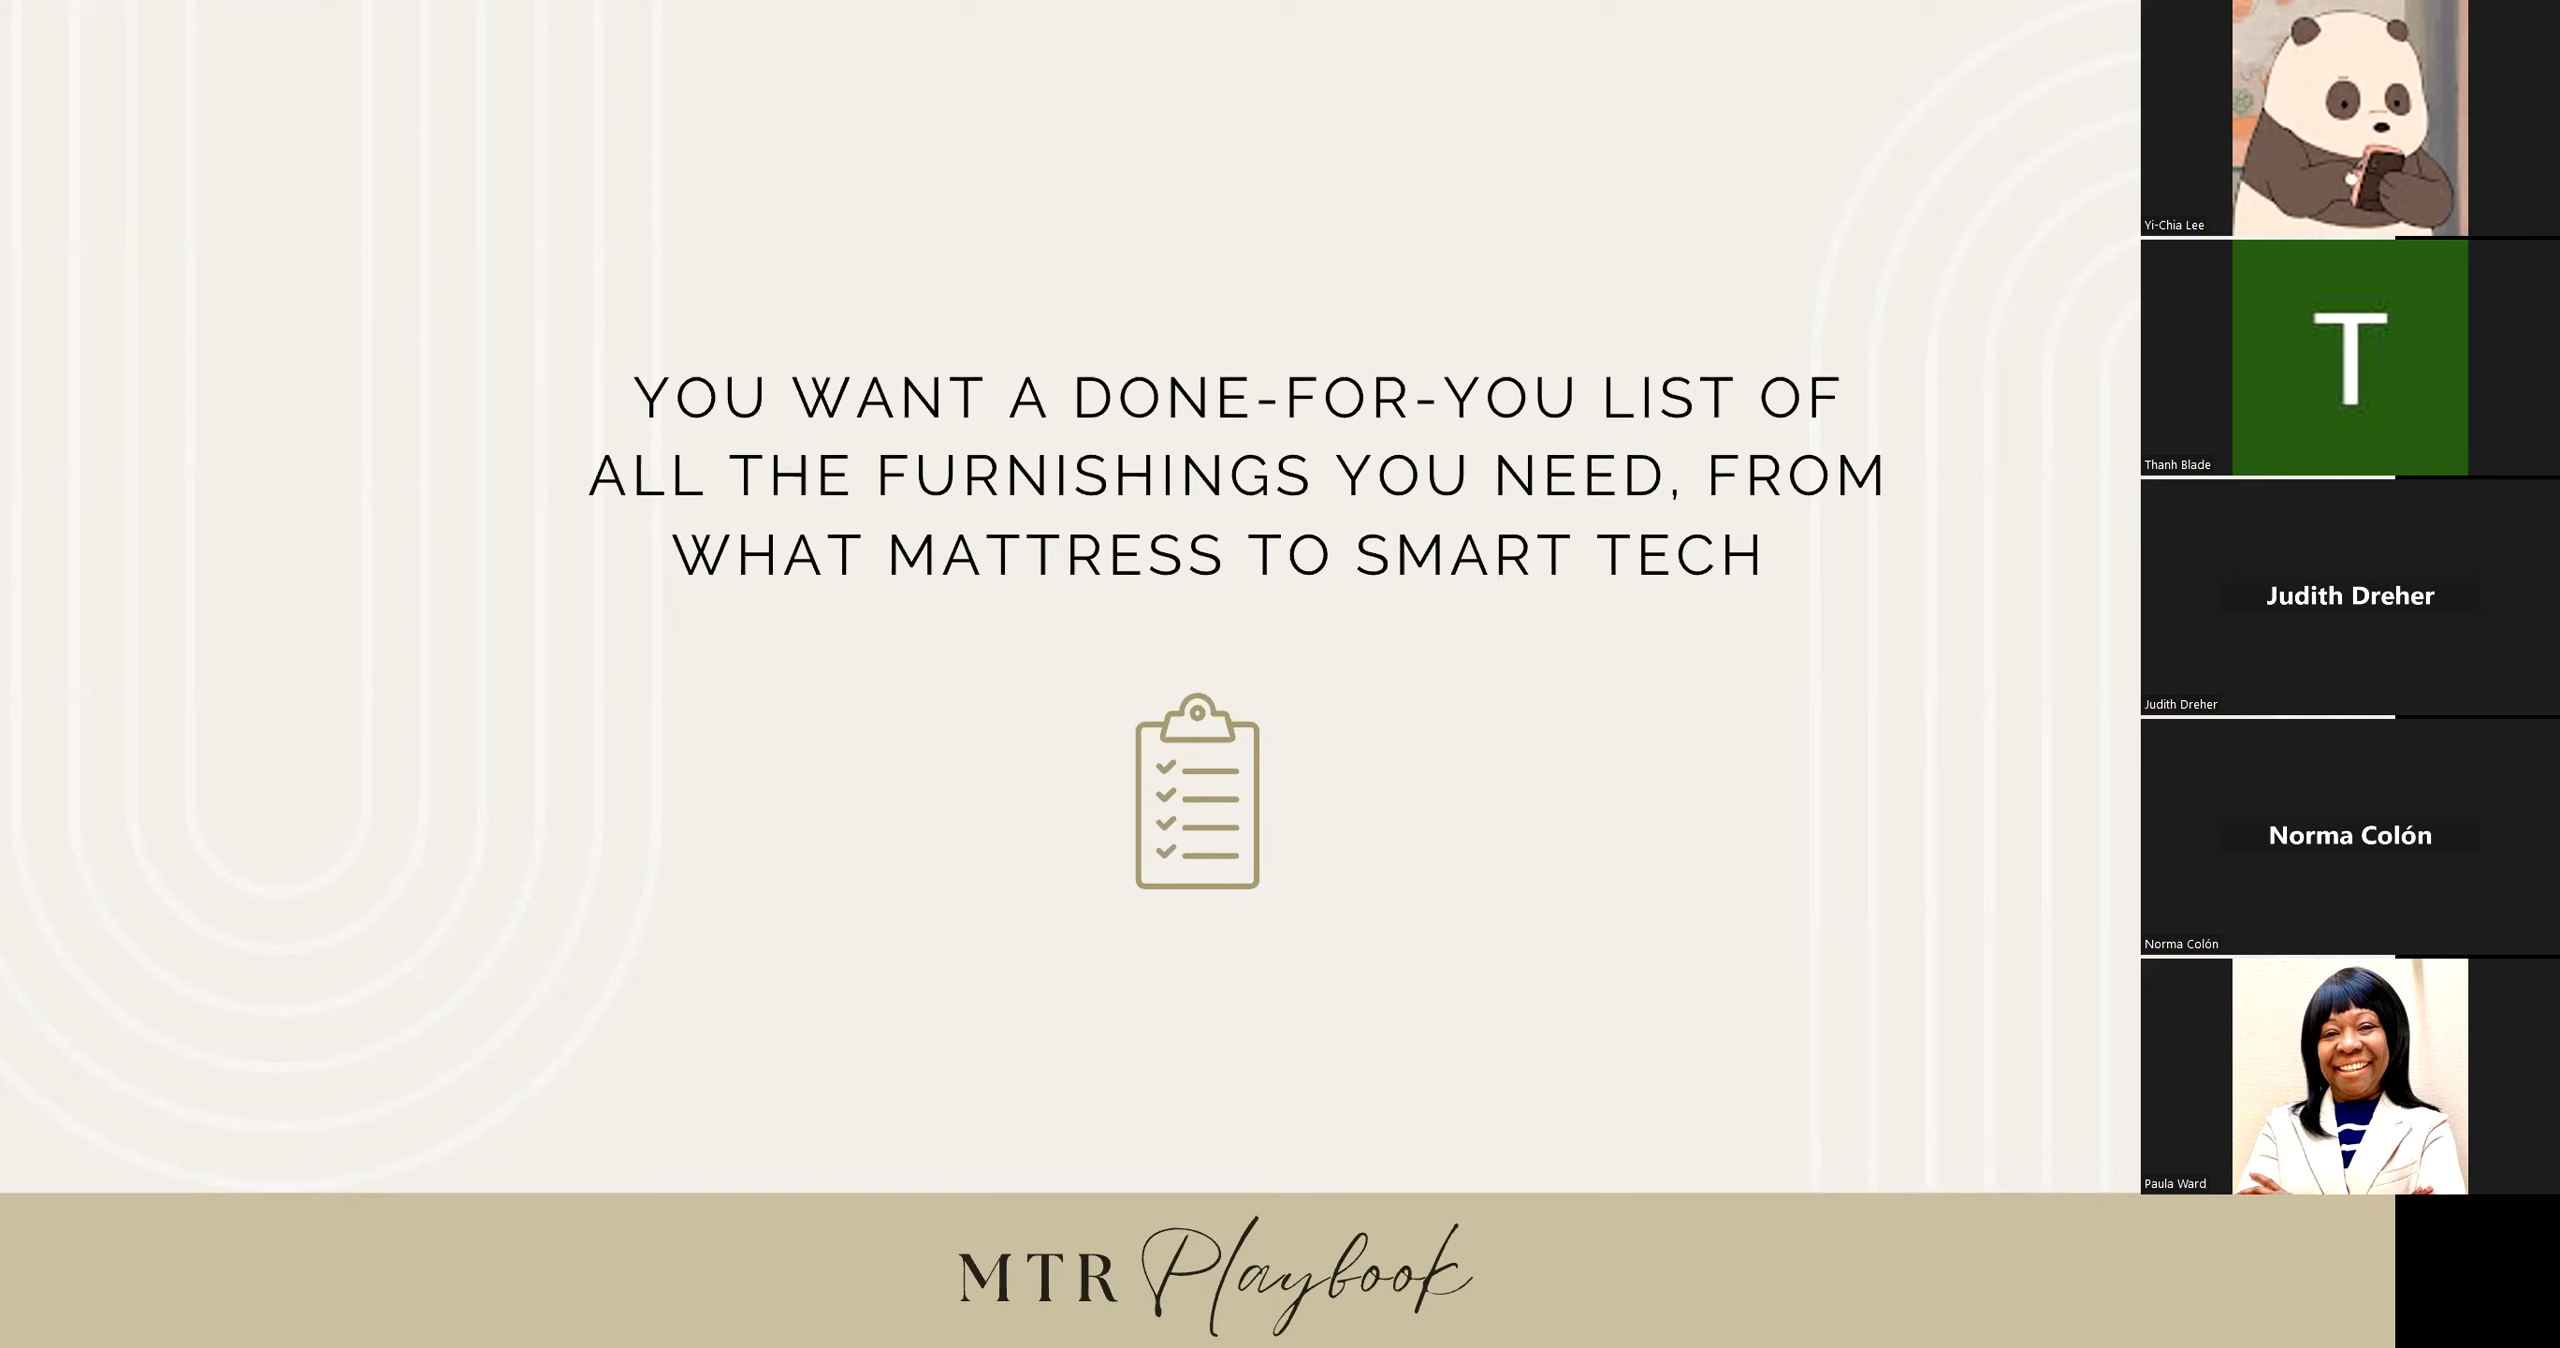 YOU WANT A DONE-FOR-YOU LIST OF
ALL THE FURNISHINGS YOU NEED, FROM
WHAT MATTRESS TO SMART TECH
MTR Playbook
Yi-Chia Lee
T
Thanh Blade
Judith Dreher
Judith Dreher
Norma Colón
Norma Colón
Paula Ward